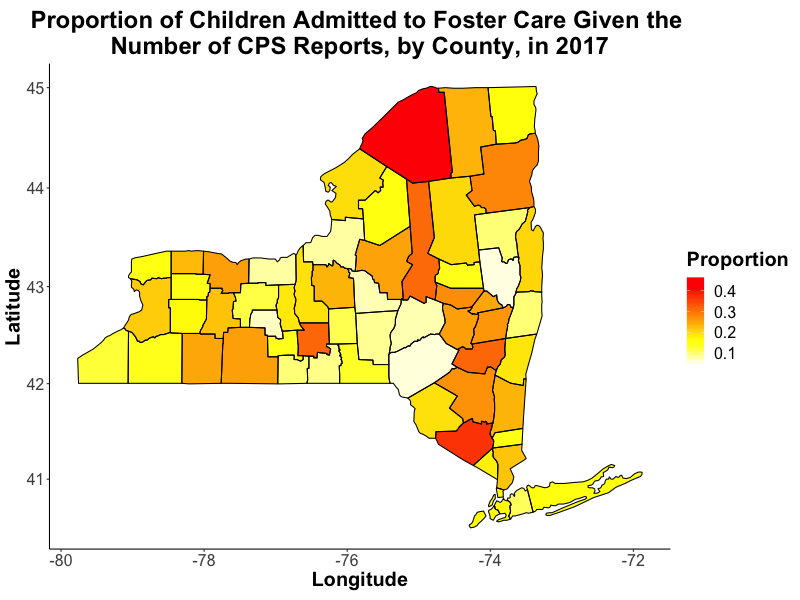 Proportion of Children Admitted to Foster Care Given the
Number of CPS Reports, by County, in 2017
45
44
43
42
41
Latitude
-80
-78
-76
-74
-72
Longitude
Proportion
0.4
0.3
0.2
0.1